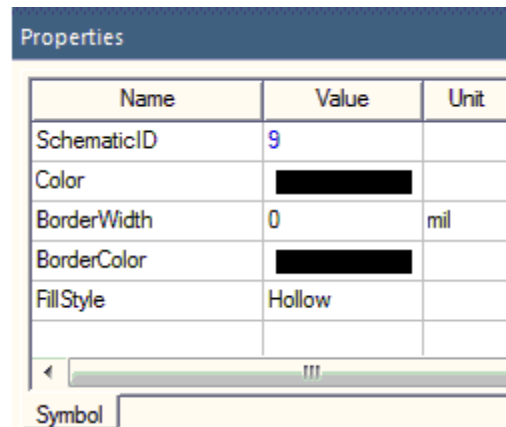 Properties
Name Value Unit
SchematicID 9
Color
BorderWidth 0 mil
BorderColor
FillStyle Hollow
Symbol